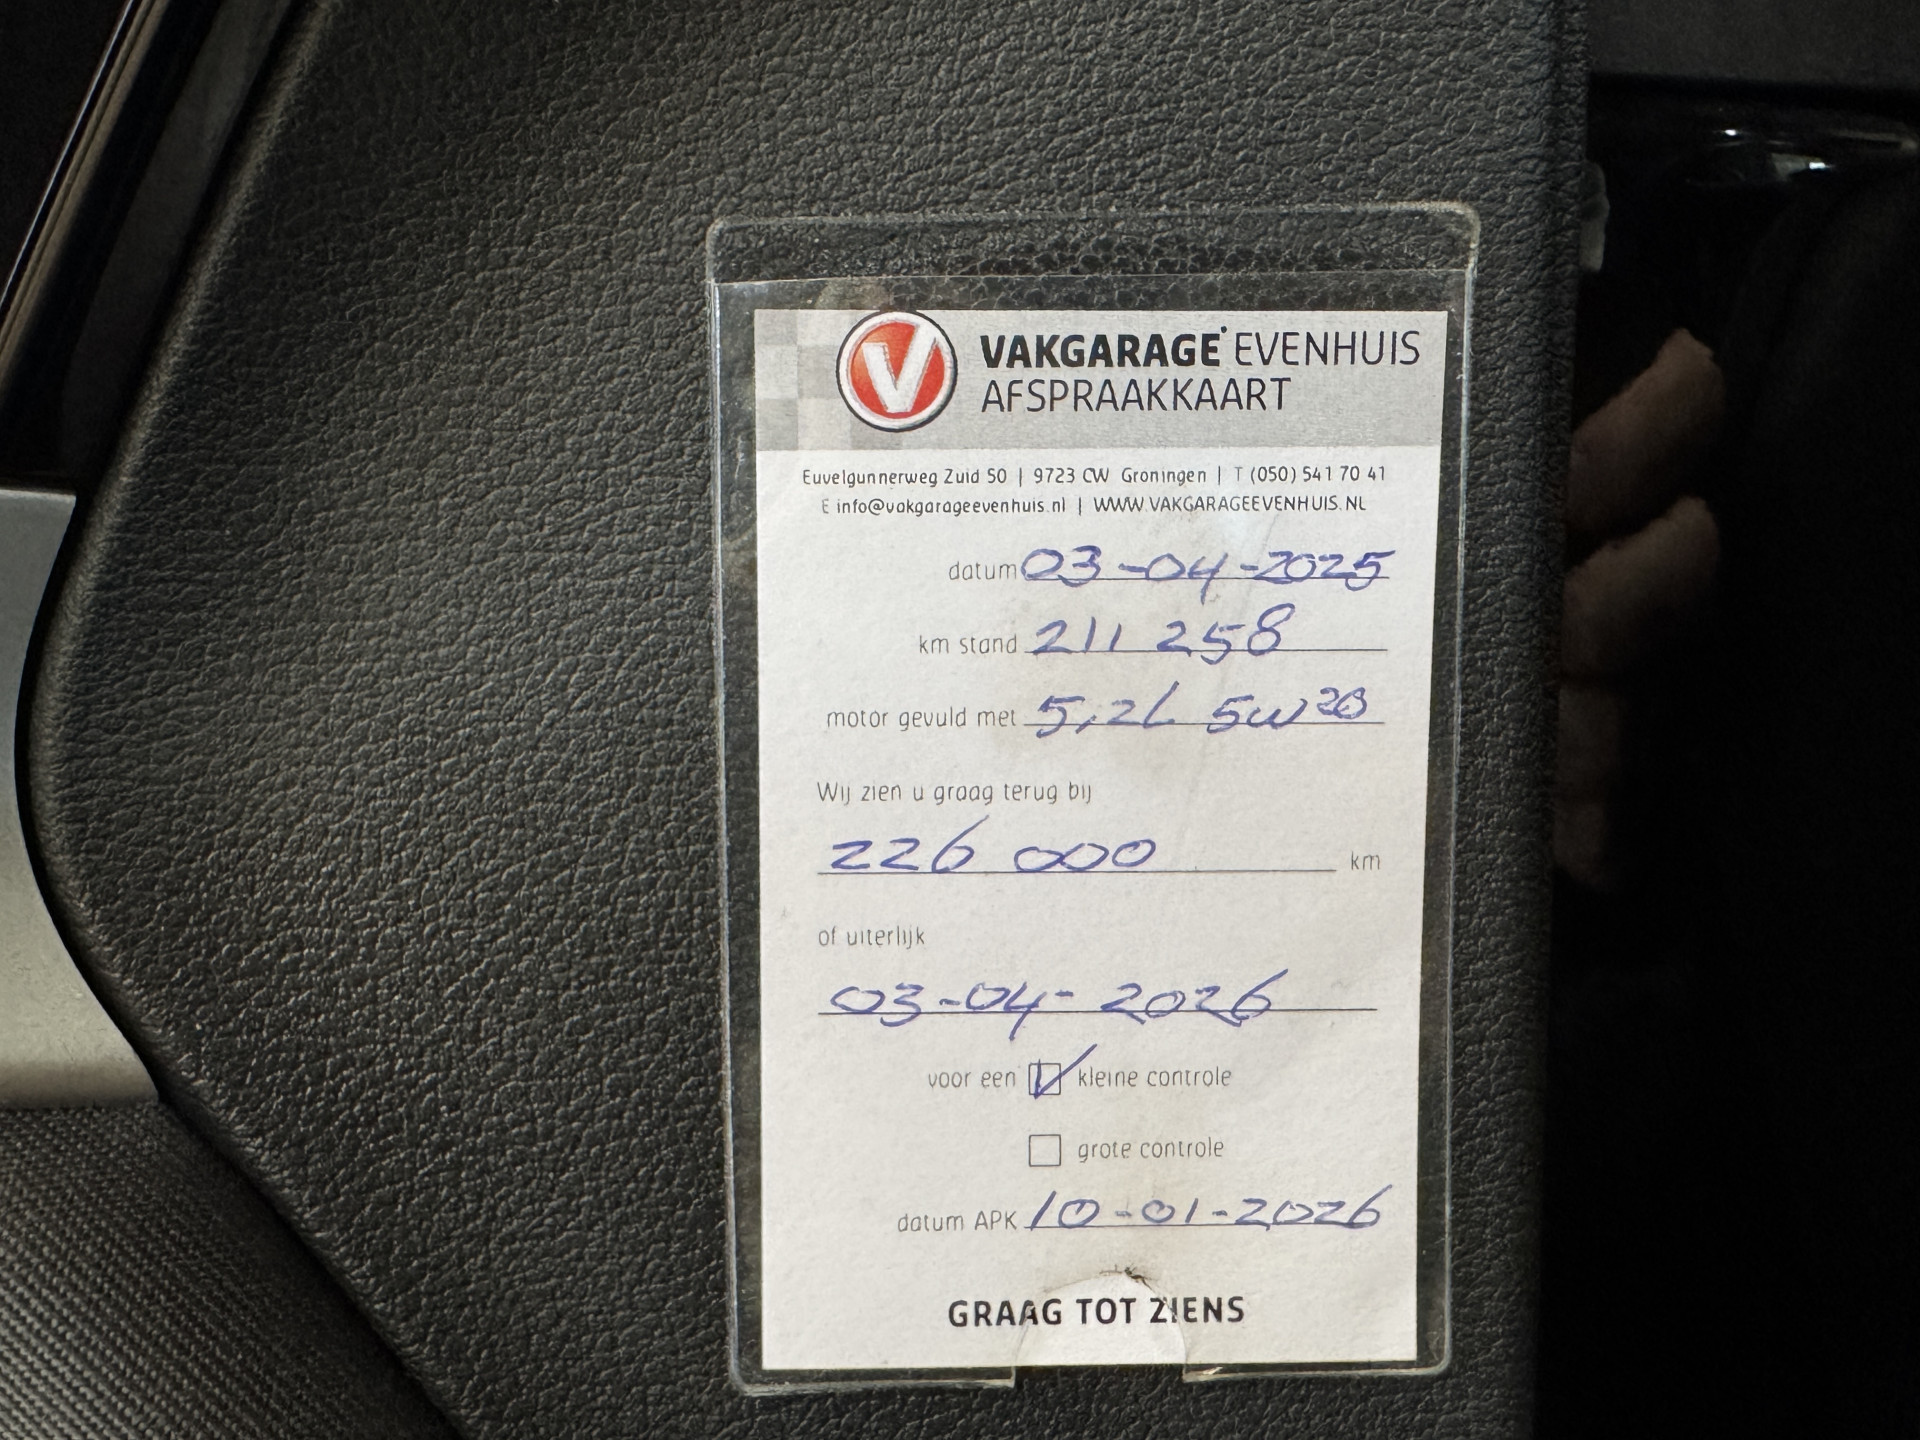 V VAKGARAGE EVENHUIS
AFSPRAAKKAART
Euvelgunnerweg Zuid 50 | 9723 CW Groningen | T (050) 541 70 41
E info@vakgarageevenhuis.nl | WWW.VAKGARAGEEVENHUIS.NL
datum 03-04-2025
km stand 211 258
motor gevuld met 5,2L 5W20
Wij zien u graag terug bij
226 000 km
of uiterlijk
03-04-2026
voor een kleine controle
grote controle
datum APK 10-01-2026
GRAAG TOT ZIENS